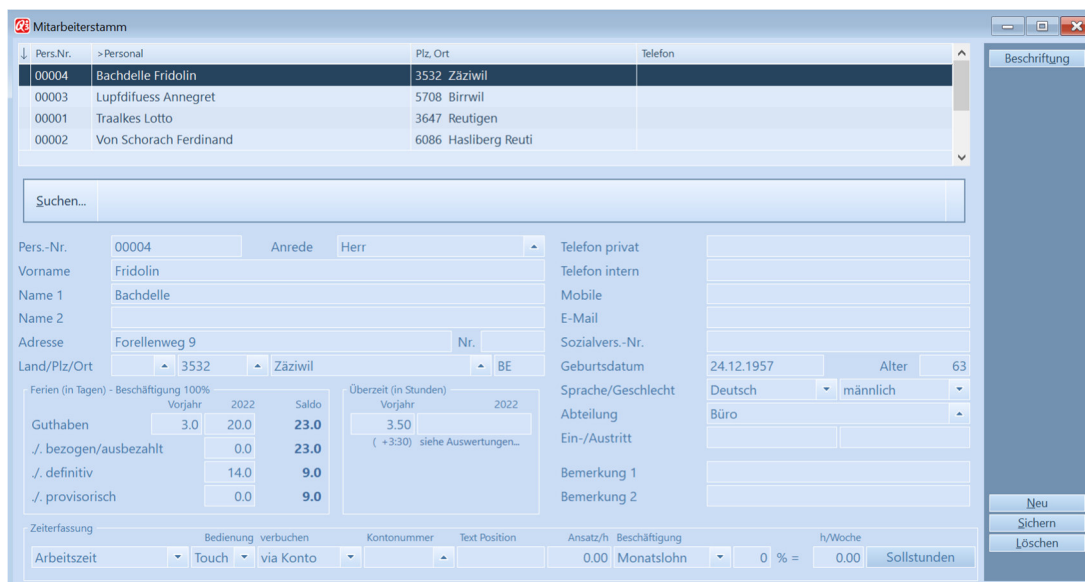 Mitarbeiterstamm
Pers.Nr. >Personal Plz, Ort Telefon
00004 Bachdelle Fridolin 3532 Zäziwil
00003 Lupfdifuess Annegret 5708 Birrwil
00001 Traalkes Lotto 3647 Reutigen
00002 Von Schorach Ferdinand 6086 Hasliberg Reuti
Beschriftung
Suchen...
Pers.-Nr. 00004 Anrede Herr Telefon privat
Vorname Fridolin Telefon intern
Name 1 Bachdelle Mobile
Name 2 E-Mail
Adresse Forellenweg 9 Nr. Sozialvers.-Nr.
Land/Plz/Ort 3532 Zäziwil BE Geburtsdatum 24.12.1957 Alter 63
Ferien (in Tagen) - Beschäftigung 100% Überzeit (in Stunden) Sprache/Geschlecht Deutsch männlich
Vorjahr 2022 Saldo Vorjahr 2022 Abteilung Büro
Guthaben 3.0 20.0 23.0 3.50
( +3:30) siehe Auswertungen... Ein-/Austritt
./. bezogen/ausbezahlt 0.0 23.0
./. definitiv 14.0 9.0 Bemerkung 1
./. provisorisch 0.0 9.0 Bemerkung 2
Neu
Sichern
Löschen
Zeiterfassung
Bedienung verbuchen Kontonummer Text Position Ansatz/h Beschäftigung h/Woche
Arbeitszeit Touch via Konto 0.00 Monatslohn 0 % = 0.00 Sollstunden